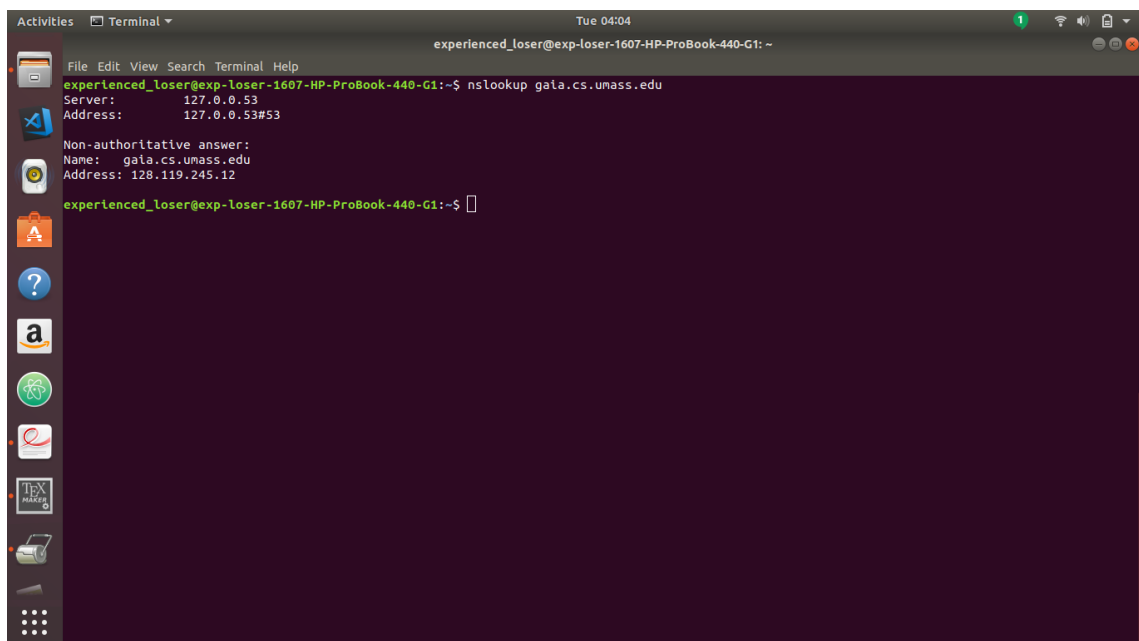 Activities Terminal Tue 04:04 1
experienced_loser@exp-loser-1607-HP-ProBook-440-G1: ~
File Edit View Search Terminal Help
experienced_loser@exp-loser-1607-HP-ProBook-440-G1:~$ nslookup gaia.cs.umass.edu
Server: 127.0.0.53
Address: 127.0.0.53#53
Non-authoritative answer:
Name: gaia.cs.umass.edu
Address: 128.119.245.12
experienced_loser@exp-loser-1607-HP-ProBook-440-G1:~$
A
?
a
TEX
MAKER